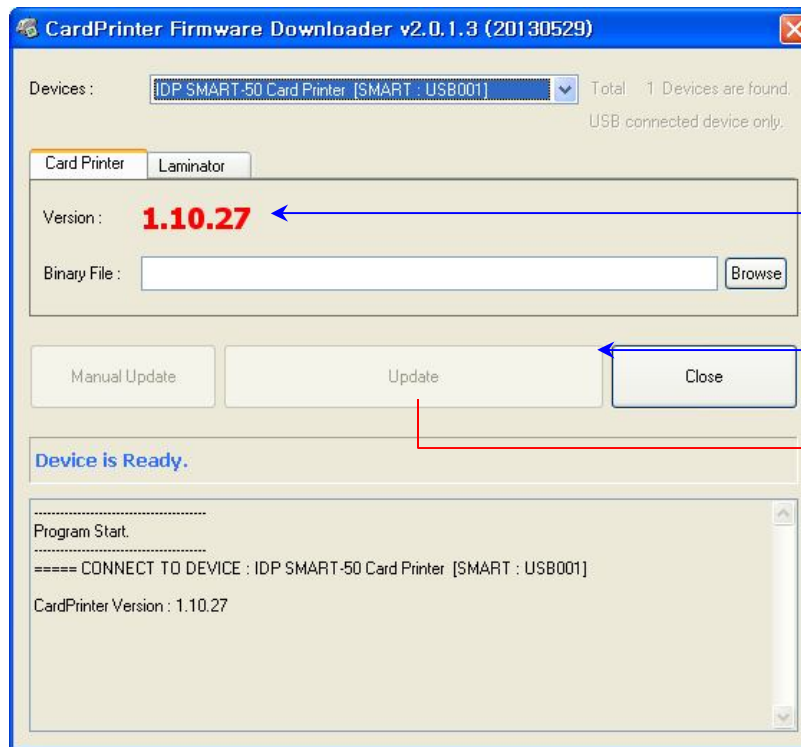 CardPrinter Firmware Downloader v2.0.1.3 (20130529)
Devices :
IDP SMART-50 Card Printer [SMART : USB001]
Total 1 Devices are found.
USB connected device only.
Card Printer
Laminator
Version :
1.10.27
Binary File :
Browse
Manual Update
Update
Close
Device is Ready.
----------------------------------------
Program Start.
----------------------------------------
===== CONNECT TO DEVICE : IDP SMART-50 Card Printer [SMART : USB001]
CardPrinter Version : 1.10.27